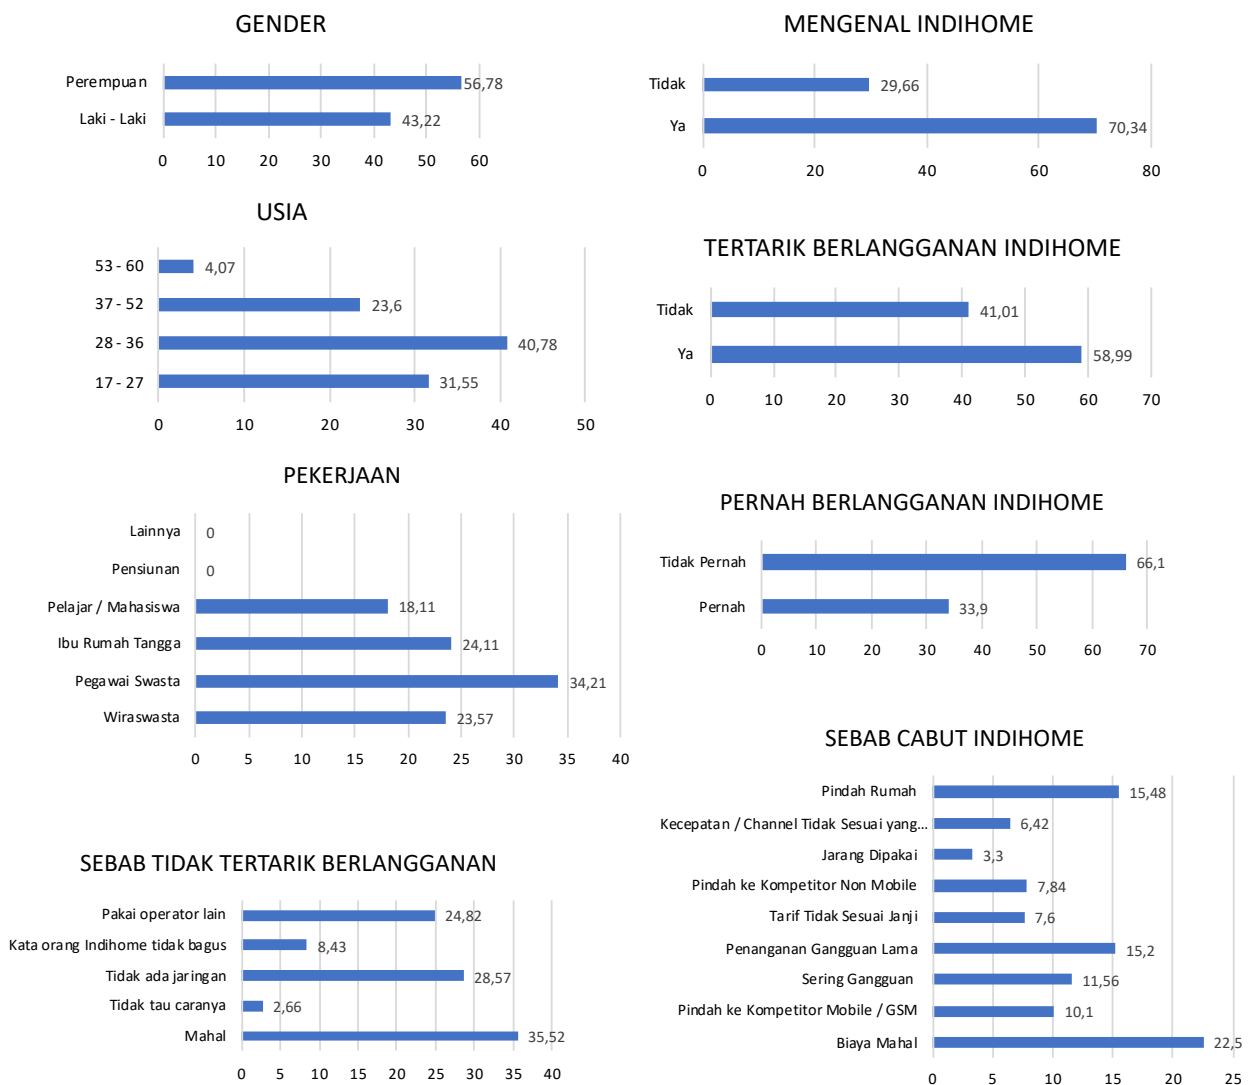 GENDER
Perempuan 56,78
Laki - Laki 43,22
0 10 20 30 40 50 60
USIA
53 - 60 4,07
37 - 52 23,6
28 - 36 40,78
17 - 27 31,55
0 10 20 30 40 50
PEKERJAAN
Lainnya 0
Pensiunan 0
Pelajar / Mahasiswa 18,11
Ibu Rumah Tangga 24,11
Pegawai Swasta 34,21
Wiraswasta 23,57
0 5 10 15 20 25 30 35 40
SEBAB TIDAK TERTARIK BERLANGGANAN
Pakai operator lain 24,82
Kata orang Indihome tidak bagus 8,43
Tidak ada jaringan 28,57
Tidak tau caranya 2,66
Mahal 35,52
0 5 10 15 20 25 30 35 40
MENGENAL INDIHOME
Tidak 29,66
Ya 70,34
0 20 40 60 80
TERTARIK BERLANGGANAN INDIHOME
Tidak 41,01
Ya 58,99
0 10 20 30 40 50 60 70
PERNAH BERLANGGANAN INDIHOME
Tidak Pernah 66,1
Pernah 33,9
0 10 20 30 40 50 60 70
SEBAB CABUT INDIHOME
Pindah Rumah 15,48
Kecepatan / Channel Tidak Sesuai yang... 6,42
Jarang Dipakai 3,3
Pindah ke Kompetitor Non Mobile 7,84
Tarif Tidak Sesuai Janji 7,6
Penanganan Gangguan Lama 15,2
Sering Gangguan 11,56
Pindah ke Kompetitor Mobile / GSM 10,1
Biaya Mahal 22,5
0 5 10 15 20 25